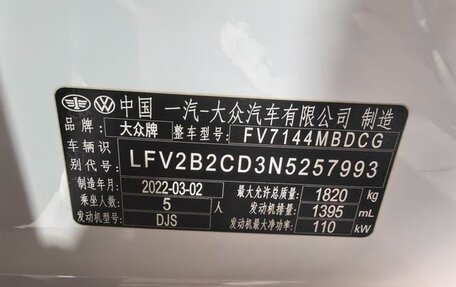 中国 一汽-大众汽车有限公司 制造
品牌: 大众牌 整车型号: FV7144MBDCG
车辆识
别代号: LFV2B2CD3N5257993
制造年月: 2022-03-02 最大允许总质量: 1820 kg
乘坐人数: 5 人 发动机排量: 1395 mL
发动机型号: DJS 发动机最大净功率: 110 kW